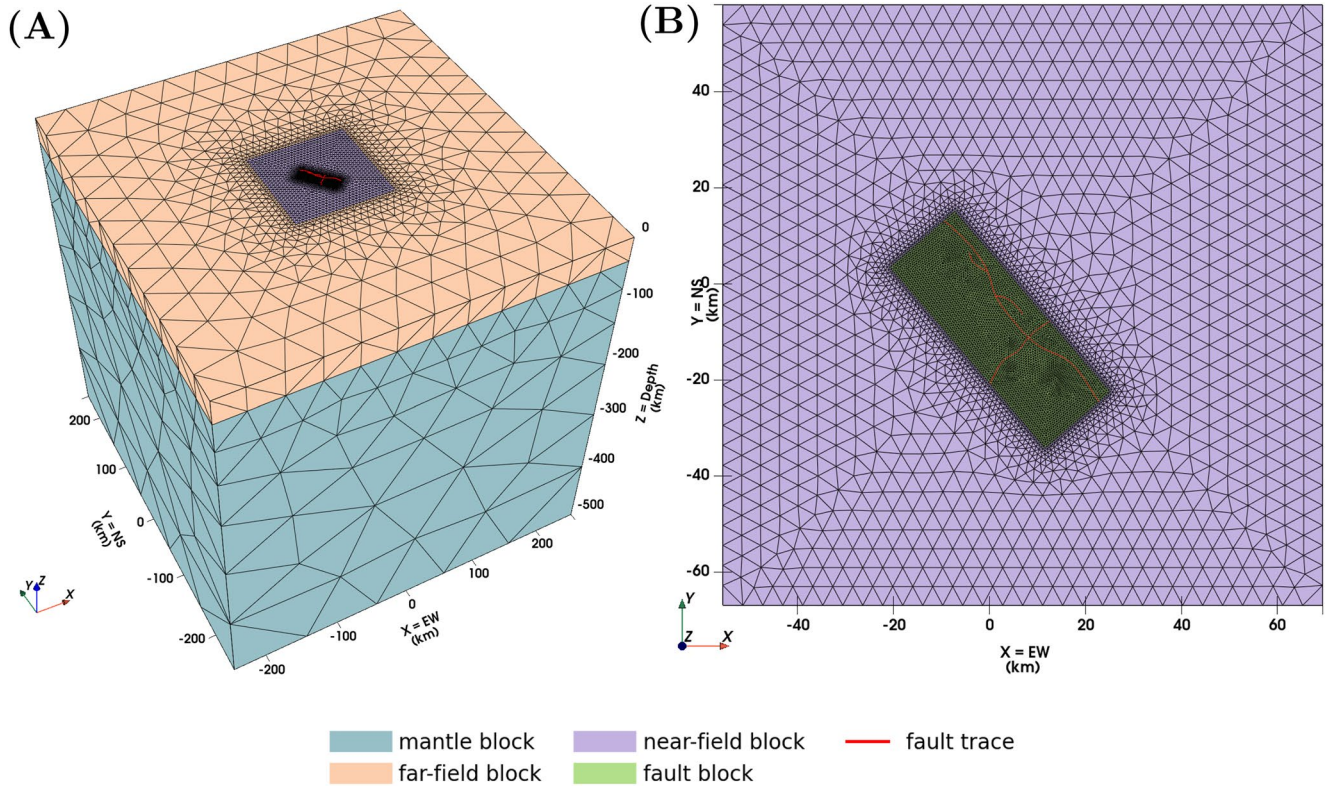 (A)
0
-100
-200
-300
-400
-500
Z = Depth
(km)
200
100
0
-100
-200
Y = NS
(km)
-200
-100
0
100
200
X = EW
(km)
Y Z X
(B)
40
20
0
-20
-40
-60
Y = NS
(km)
-40 -20 0 20 40 60
X = EW
(km)
Y
Z X
mantle block near-field block fault trace
far-field block fault block